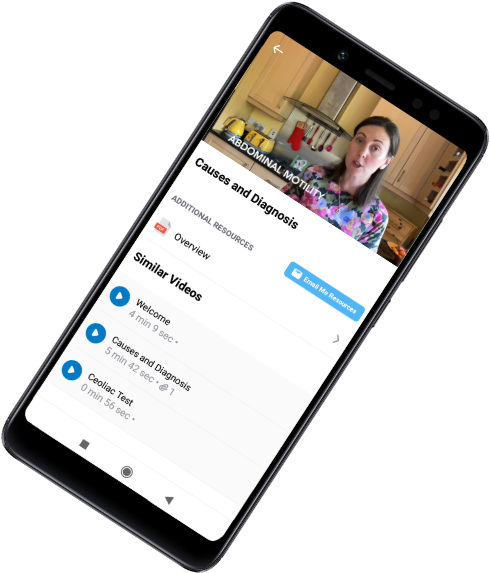 ABDOMINAL MOTILITY
Causes and Diagnosis
ADDITIONAL RESOURCES
Email Me Resources
PDF
Overview
Similar Videos
Welcome
4 min 9 sec •
Causes and Diagnosis
5 min 42 sec • 1
Ceoliac Test
0 min 56 sec •